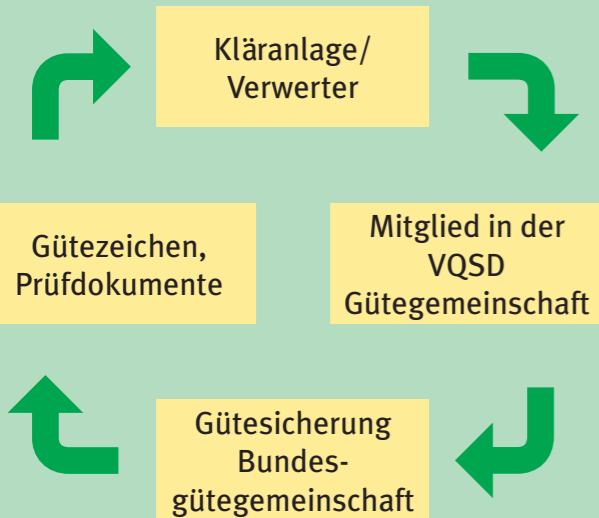 Kläranlage/
Verwerter
Gütezeichen,
Prüfdokumente
Mitglied in der
VQSD
Gütegemeinschaft
Gütesicherung
Bundes-
gütegemeinschaft